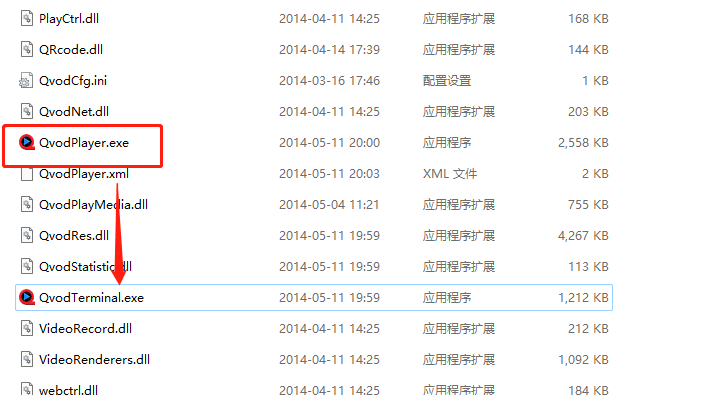 PlayCtrl.dll 2014-04-11 14:25 应用程序扩展 168 KB
QRcode.dll 2014-04-14 17:39 应用程序扩展 144 KB
QvodCfg.ini 2014-03-16 17:46 配置设置 1 KB
QvodNet.dll 2014-04-11 14:25 应用程序扩展 203 KB
QvodPlayer.exe 2014-05-11 20:00 应用程序 2,558 KB
QvodPlayer.xml 2014-05-11 20:03 XML 文件 2 KB
QvodPlayMedia.dll 2014-05-04 11:21 应用程序扩展 755 KB
QvodRes.dll 2014-05-11 19:59 应用程序扩展 4,267 KB
QvodStatistic.dll 2014-05-11 19:59 应用程序扩展 113 KB
QvodTerminal.exe 2014-05-11 19:59 应用程序 1,212 KB
VideoRecord.dll 2014-04-11 14:25 应用程序扩展 212 KB
VideoRenderers.dll 2014-04-11 14:25 应用程序扩展 1,092 KB
webctrl.dll 2014-04-11 14:25 应用程序扩展 184 KB